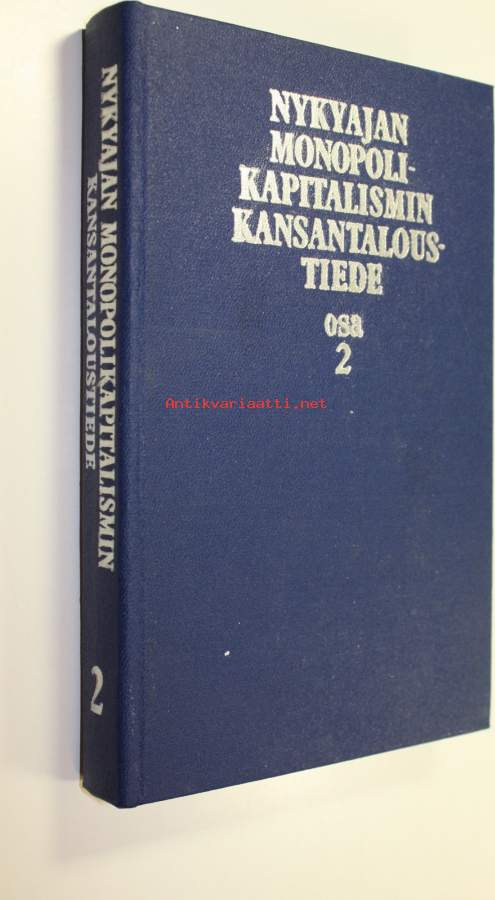 NYKYAJAN
MONOPOLI-
KAPITALISMIN
KANSANTALOUS-
TIEDE
osa
2
Antikvariaatti.net
NYKYAJAN MONOPOLIKAPITALISMIN
KANSANTALOUSTIEDE
2